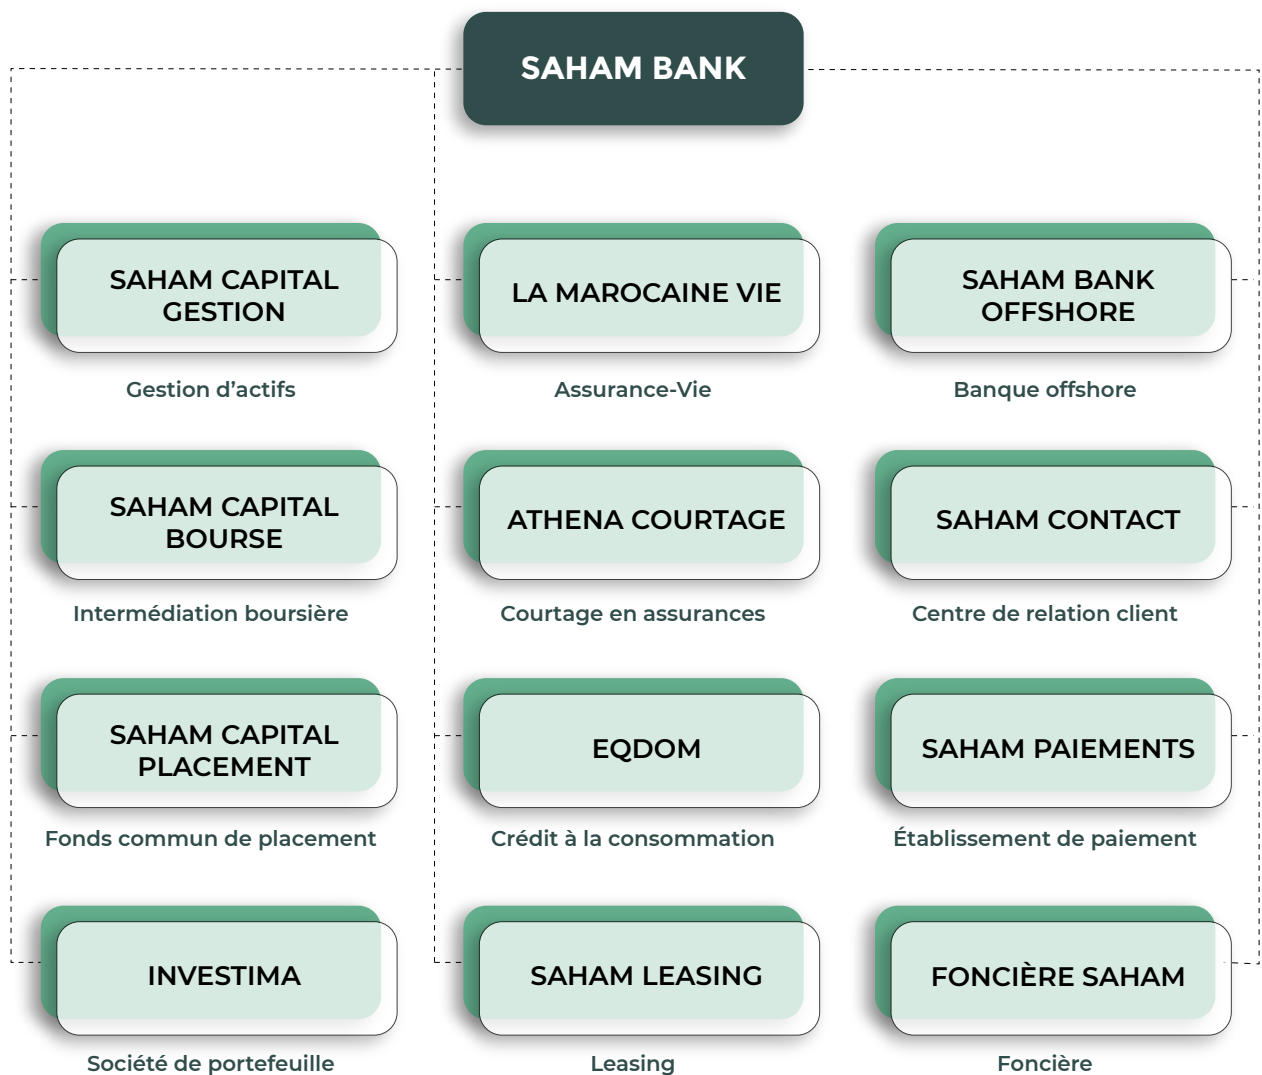 SAHAM BANK
SAHAM CAPITAL
GESTION
Gestion d’actifs
LA MAROCAINE VIE
Assurance-Vie
SAHAM BANK
OFFSHORE
Banque offshore
SAHAM CAPITAL
BOURSE
Intermédiation boursière
ATHENA COURTAGE
Courtage en assurances
SAHAM CONTACT
Centre de relation client
SAHAM CAPITAL
PLACEMENT
Fonds commun de placement
EQDOM
Crédit à la consommation
SAHAM PAIEMENTS
Établissement de paiement
INVESTIMA
Société de portefeuille
SAHAM LEASING
Leasing
FONCIÈRE SAHAM
Foncière